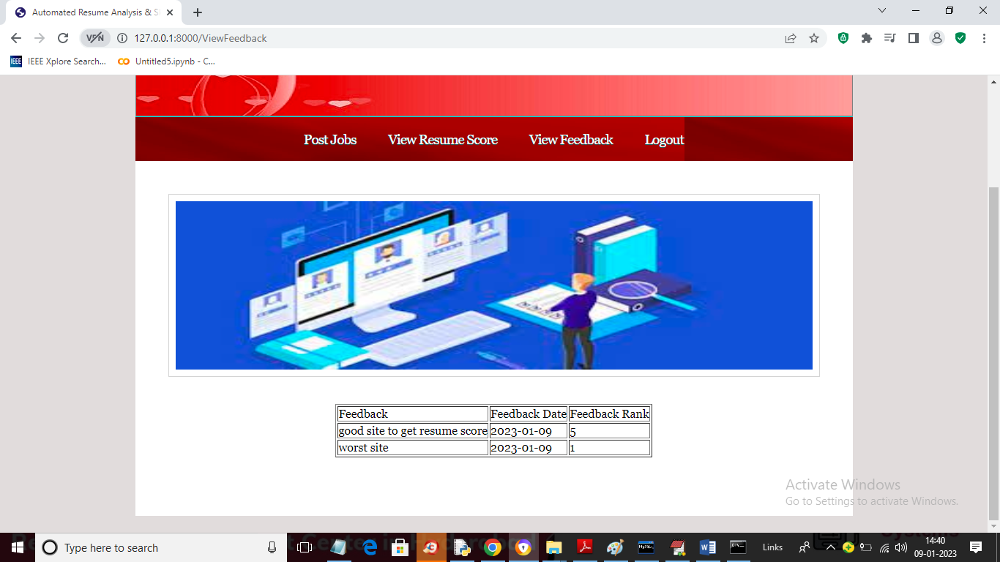 Automated Resume Analysis & S
127.0.0.1:8000/ViewFeedback
VPN
IEEE IEEE Xplore Search... Untitled5.ipynb - C...
Post Jobs View Resume Score View Feedback Logout
Feedback Feedback Date Feedback Rank
good site to get resume score 2023-01-09 5
worst site 2023-01-09 1
Activate Windows
Go to Settings to activate Windows.
Type here to search
Links
14:40
09-01-2023